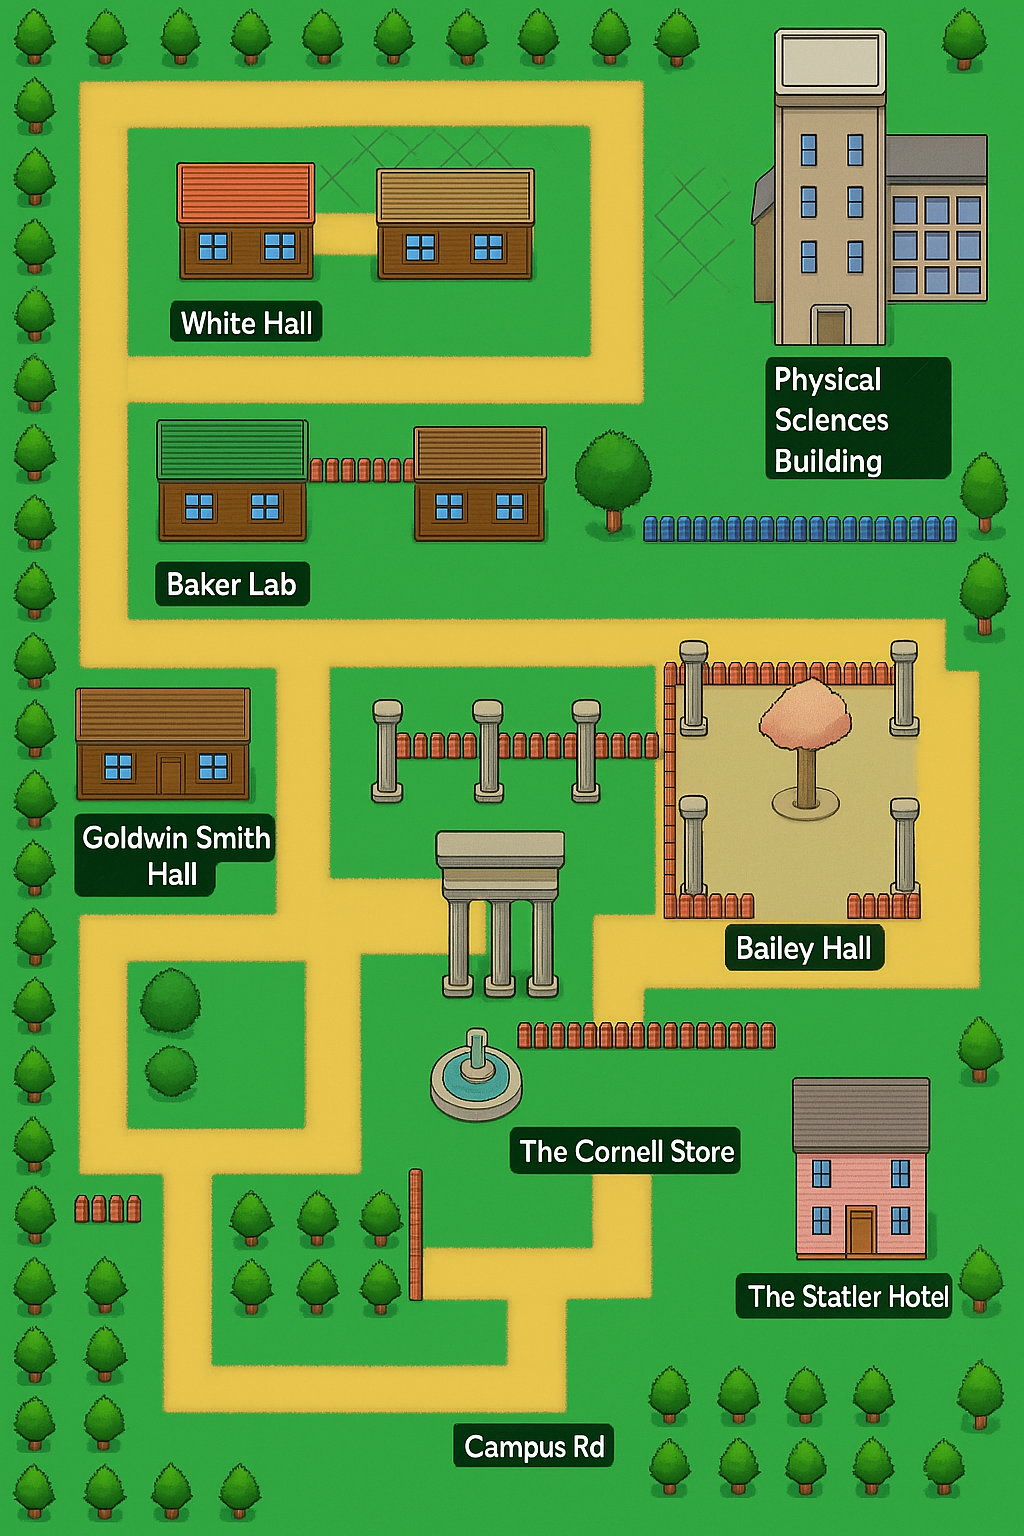 White Hall
Physical
Sclences
Building
Baker Lab
Goldwin Smith
Hall
Bailey Hall
The Cornell Store
The Statler Hotel
Campus Rd